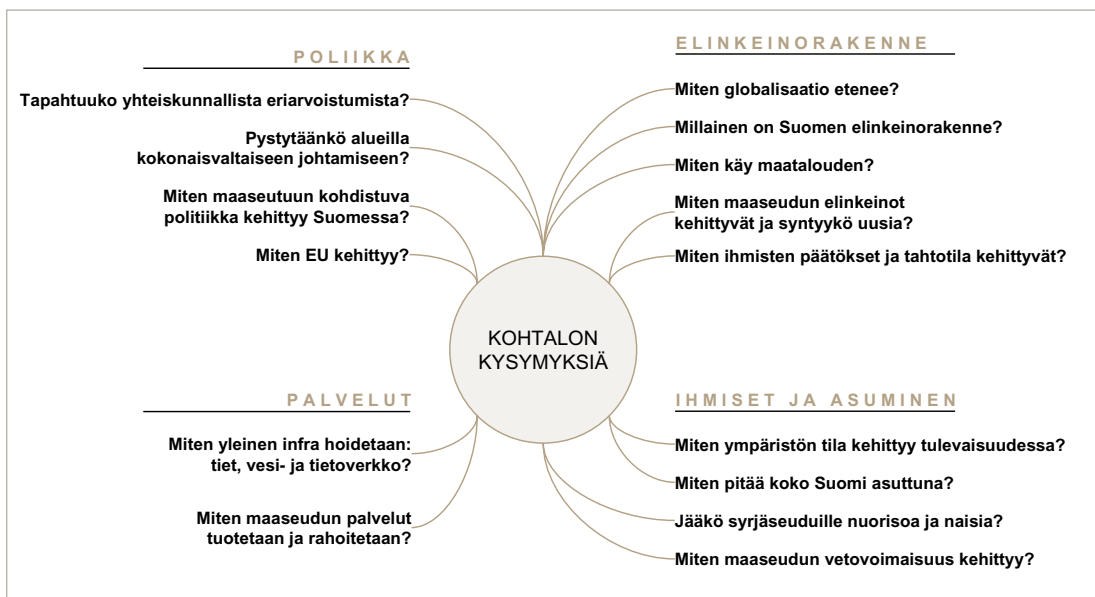 POLIIKKA
Tapahtuuko yhteiskunnallista eriarvoistumista?
Pystytäänkö alueilla
kokonaisvaltaiseen johtamiseen?
Miten maaseutuun kohdistuva
politiikka kehittyy Suomessa?
Miten EU kehittyy?
ELINKEINORAKENNE
Miten globalisaatio etenee?
Millainen on Suomen elinkeinorakenne?
Miten käy maatalouden?
Miten maaseudun elinkeinot
kehittyvät ja syntyykö uusia?
Miten ihmisten päätökset ja tahtotila kehittyvät?
KOHTALON
KYSYMYKSIÄ
PALVELUT
Miten yleinen infra hoidetaan:
tiet, vesi- ja tietoverkko?
Miten maaseudun palvelut
tuotetaan ja rahoitetaan?
IHMISET JA ASUMINEN
Miten ympäristön tila kehittyy tulevaisuudessa?
Miten pitää koko Suomi asuttuna?
Jääkö syrjäseuduille nuorisoa ja naisia?
Miten maaseudun vetovoimaisuus kehittyy?